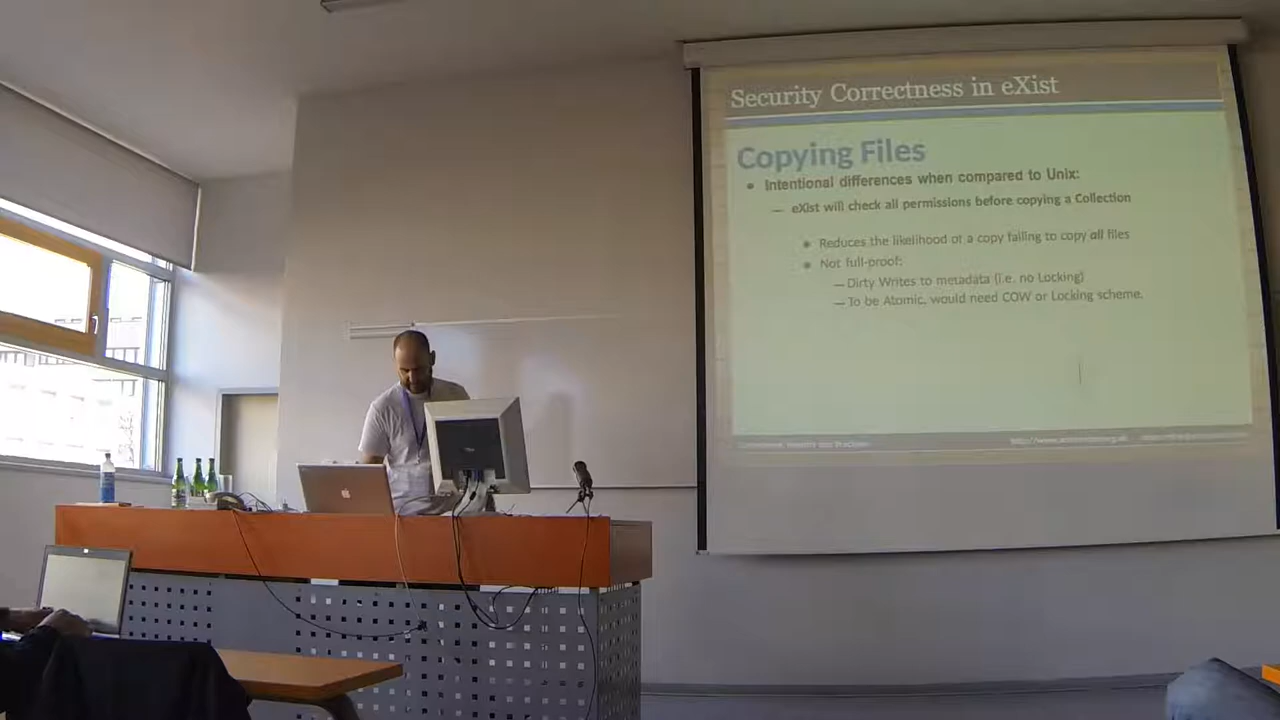 Security Correctness in eXist
Copying Files
• Intentional differences when compared to Unix:
— eXist will check all permissions before copying a Collection
• Reduces the likelihood of a copy failing to copy all files
• Not full-proof:
— Dirty Writes to metadata (i.e. no Locking)
— To be Atomic, would need COW or Locking scheme.